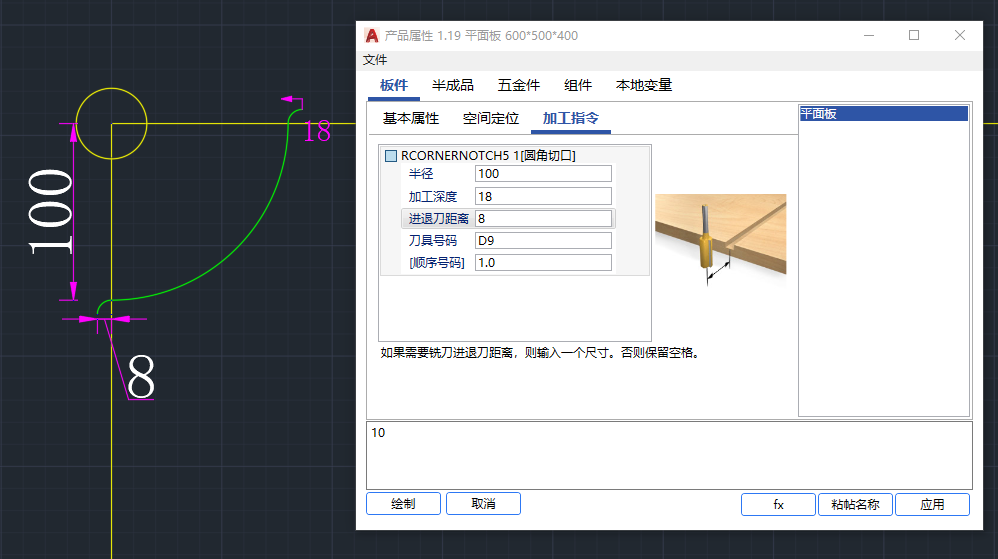 18
100
8
产品属性 1.19 平面板 600*500*400
文件
板件 半成品 五金件 组件 本地变量
基本属性 空间定位 加工指令
平面板
RCORNERNOTCH5 1[圆角切口]
半径 100
加工深度 18
进退刀距离 8
刀具号码 D9
[顺序号码] 1.0
如果需要铣刀进退刀距离，则输入一个尺寸。否则保留空格。
10
绘制 取消 fx 粘帖名称 应用